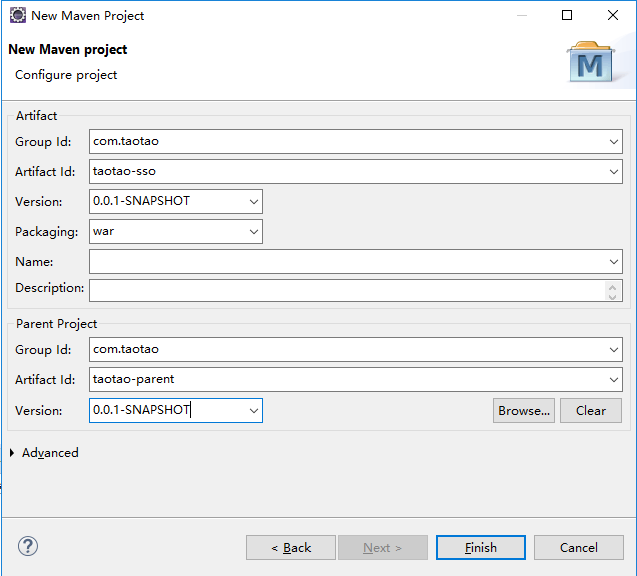 New Maven Project
New Maven project
Configure project
M
Artifact
Group Id: com.taotao
Artifact Id: taotao-sso
Version: 0.0.1-SNAPSHOT
Packaging: war
Name:
Description:
Parent Project
Group Id: com.taotao
Artifact Id: taotao-parent
Version: 0.0.1-SNAPSHOT Browse... Clear
Advanced
? < Back Next > Finish Cancel